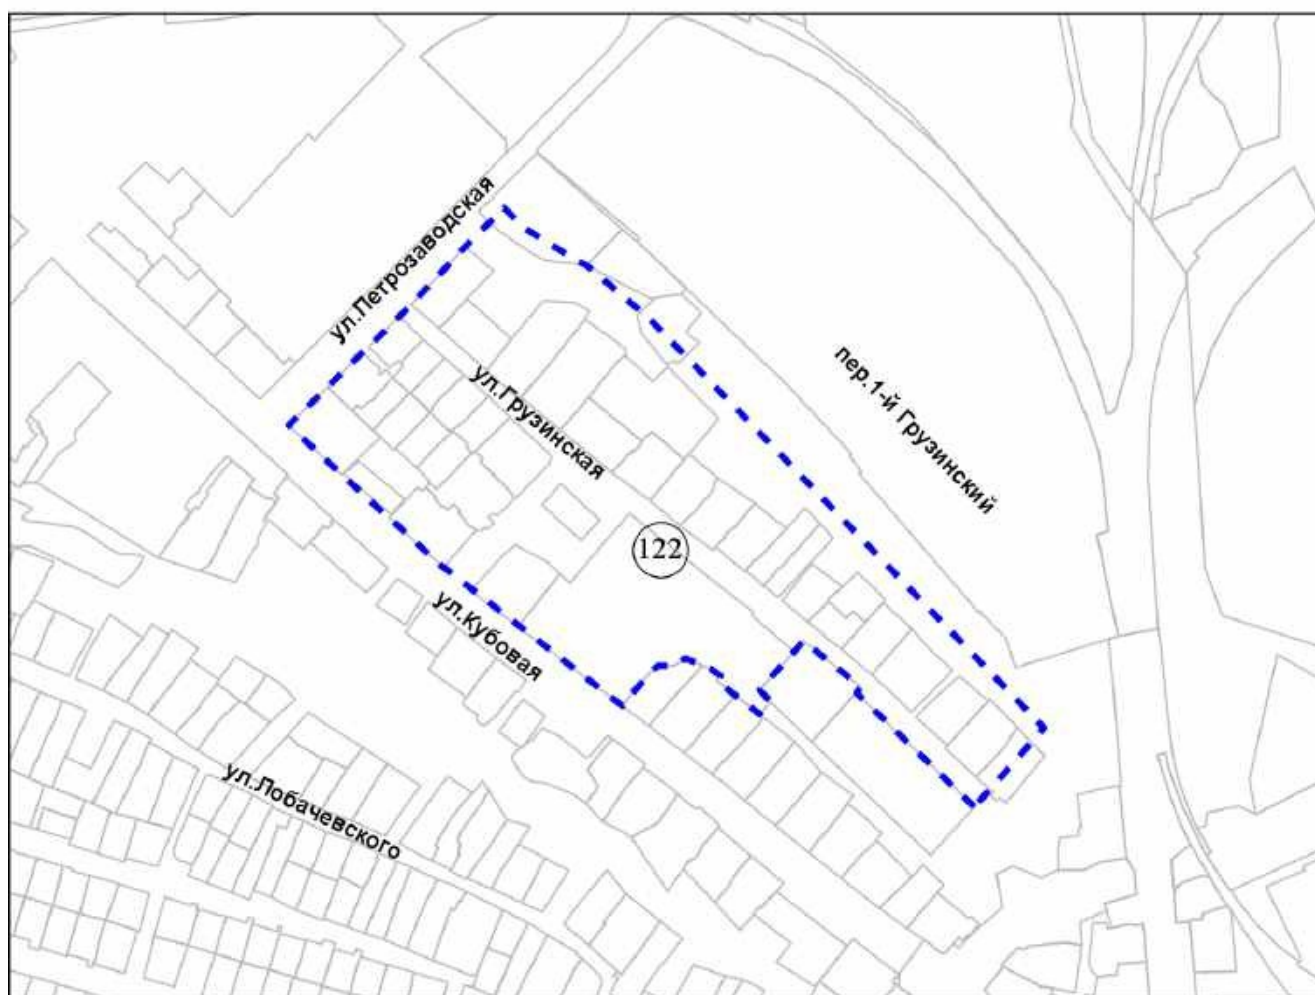 ул.Петрозаводская
пер.1-й Грузинский
ул.Грузинская
122
ул.Кубовая
ул.Лобачевского